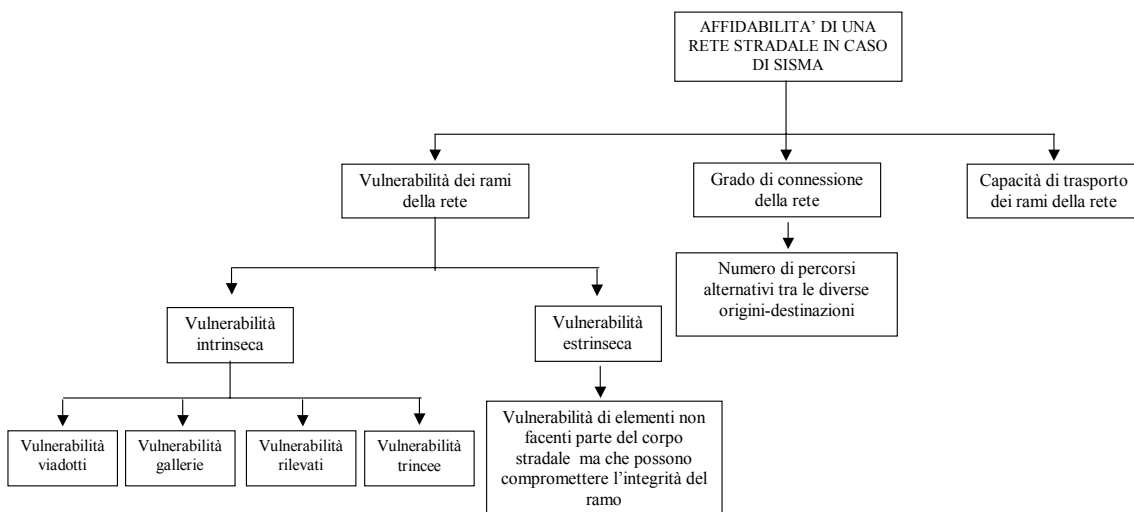 AFFIDABILITA’ DI UNA
RETE STRADALE IN CASO
DI SISMA
Vulnerabilità dei rami
della rete
Grado di connessione
della rete
Capacità di trasporto
dei rami della rete
Numero di percorsi
alternativi tra le diverse
origini-destinazioni
Vulnerabilità
intrinseca
Vulnerabilità
estrinseca
Vulnerabilità
viadotti
Vulnerabilità
gallerie
Vulnerabilità
rilevati
Vulnerabilità
trincee
Vulnerabilità di elementi non
facenti parte del corpo
stradale ma che possono
compromettere l’integrità del
ramo